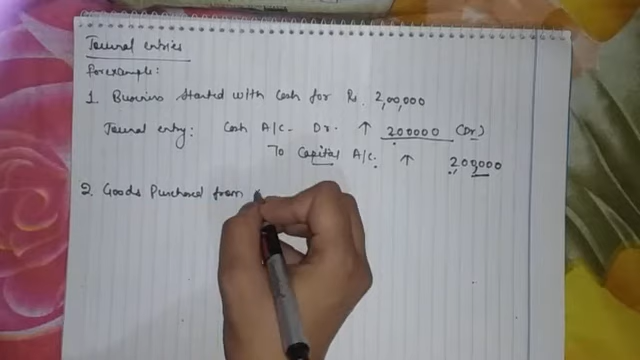 Journal entries
For example:
1. Business started with cash for Rs. 2,00,000
Journal entry: Cash A/C - Dr. ↑ 200000 (Dr)
To Capital A/C. ↑ 200000
2. Goods Purchased from